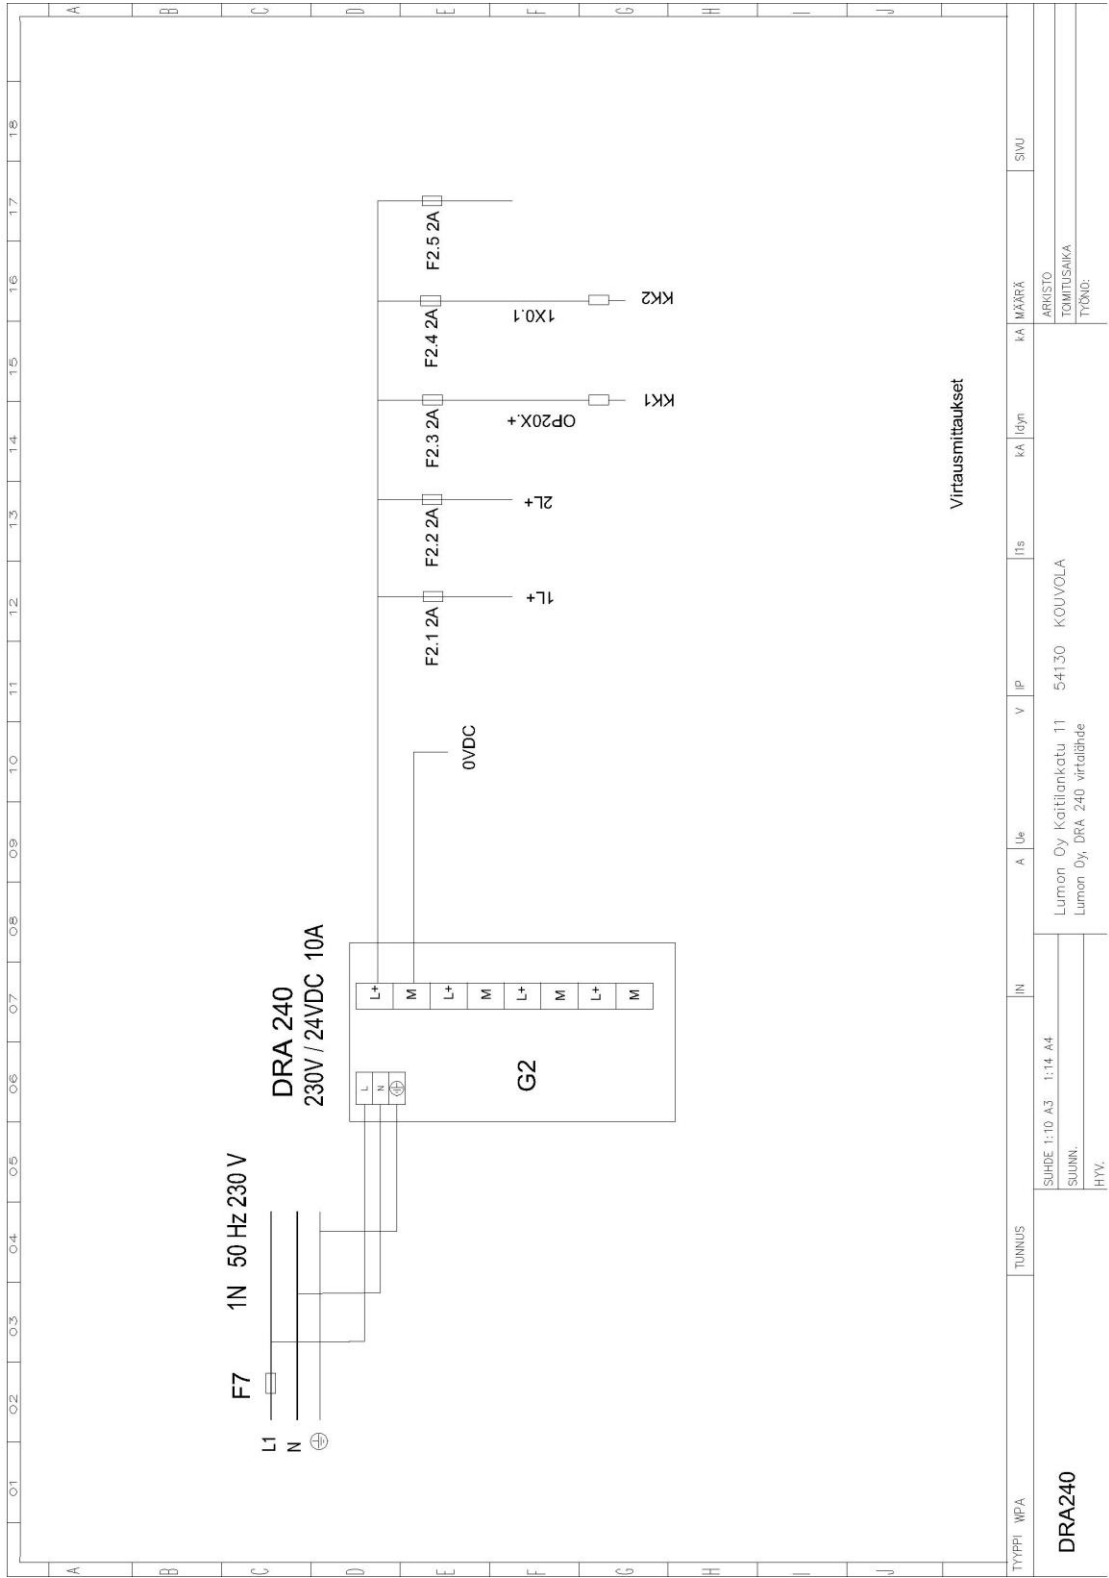 01 02 03 04 05 06 07 08 09 10 11 12 13 14 15 16 17 18
A
B
C
D
E
F
G
H
I
J
F7
1N 50 Hz 230 V
L1
N
DRA 240
230V / 24VDC 10A
L
N
G2
L+
M
L+
M
L+
M
L+
M
0VDC
F2.1 2A
F2.2 2A
F2.3 2A
F2.4 2A
F2.5 2A
1L+
2L+
OP20X.+
1X0.1
KK1
KK2
Virtausmittaukset
A
B
C
D
E
F
G
H
I
J
TYYPPI WPA TUNNUS IN A Ue V IP I1s kA Idyn kA MÄÄRÄ SIVU
DRA240
SUHDE 1:10 A3 1:14 A4
SUUNN.
HYV.
Lumon Oy Kaitilankatu 11 54130 KOUVOLA
Lumon Oy, DRA 240 virtalähde
ARKISTO
TOIMITUSAIKA
TYÖNO: